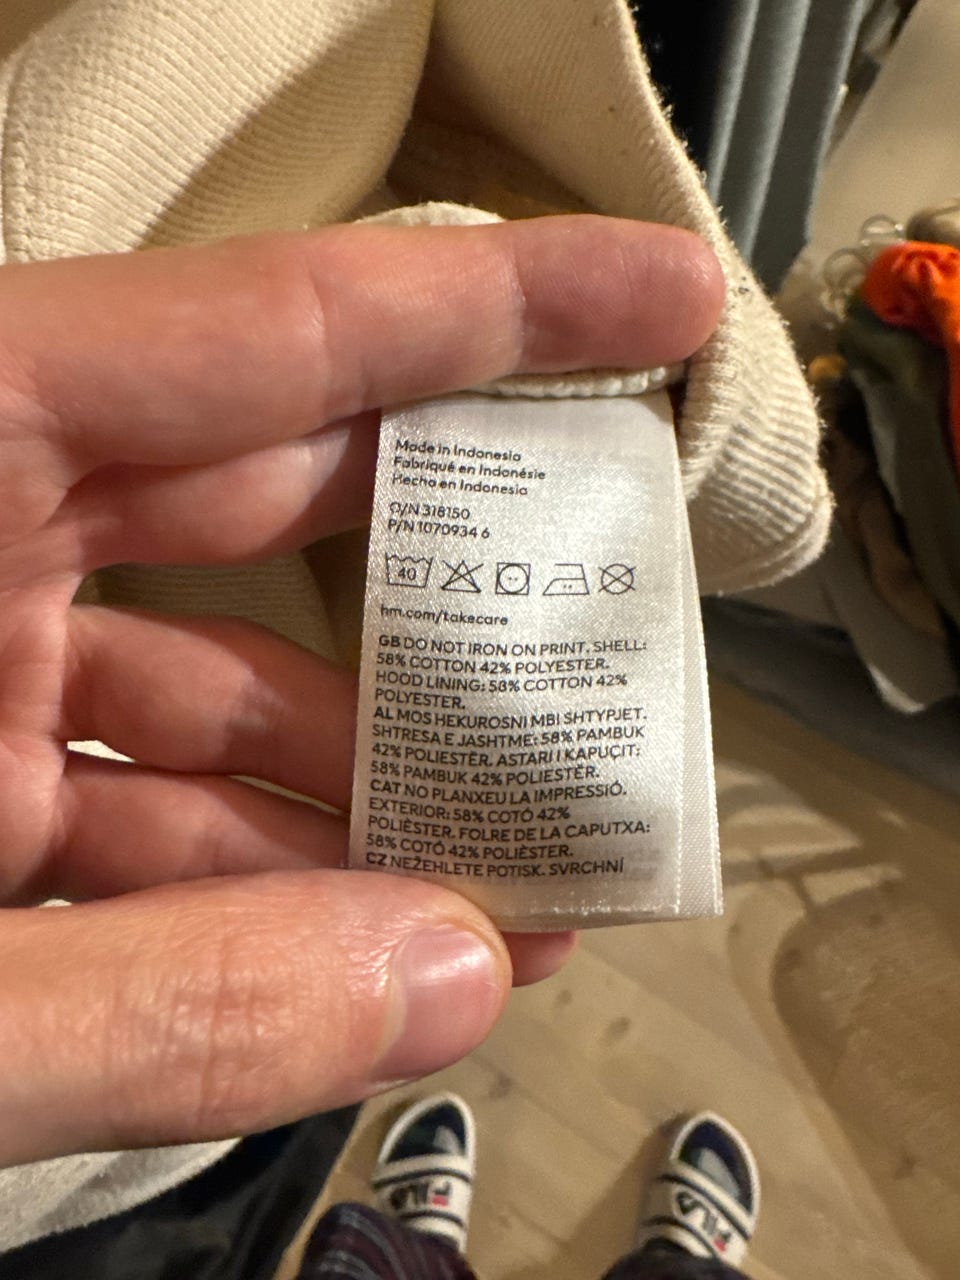 Made in Indonesia
Fabriqué en Indonésie
Hecho en Indonesia
O/N 318150
P/N 1070934 6
40
hm.com/takecare
GB DO NOT IRON ON PRINT. SHELL:
58% COTTON 42% POLYESTER.
HOOD LINING: 58% COTTON 42%
POLYESTER.
AL MOS HEKUROSNI MBI SHTYPJET.
SHTRESA E JASHTME: 58% PAMBUK
42% POLIESTËR. ASTARI I KAPUÇIT:
58% PAMBUK 42% POLIESTËR.
CAT NO PLANXEU LA IMPRESSIÓ.
EXTERIOR: 58% COTÓ 42%
POLIÈSTER. FOLRE DE LA CAPUTXA:
58% COTÓ 42% POLIÈSTER.
CZ NEŽEHLETE POTISK. SVRCHNÍ
FILA
FILA